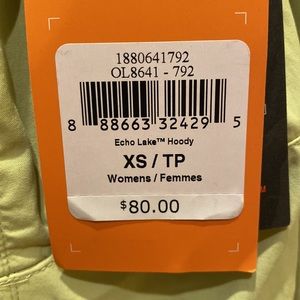 1880641792
OL8641 - 792
8 88663 32429 5
Echo Lake™ Hoody
XS / TP
Womens / Femmes
$80.00